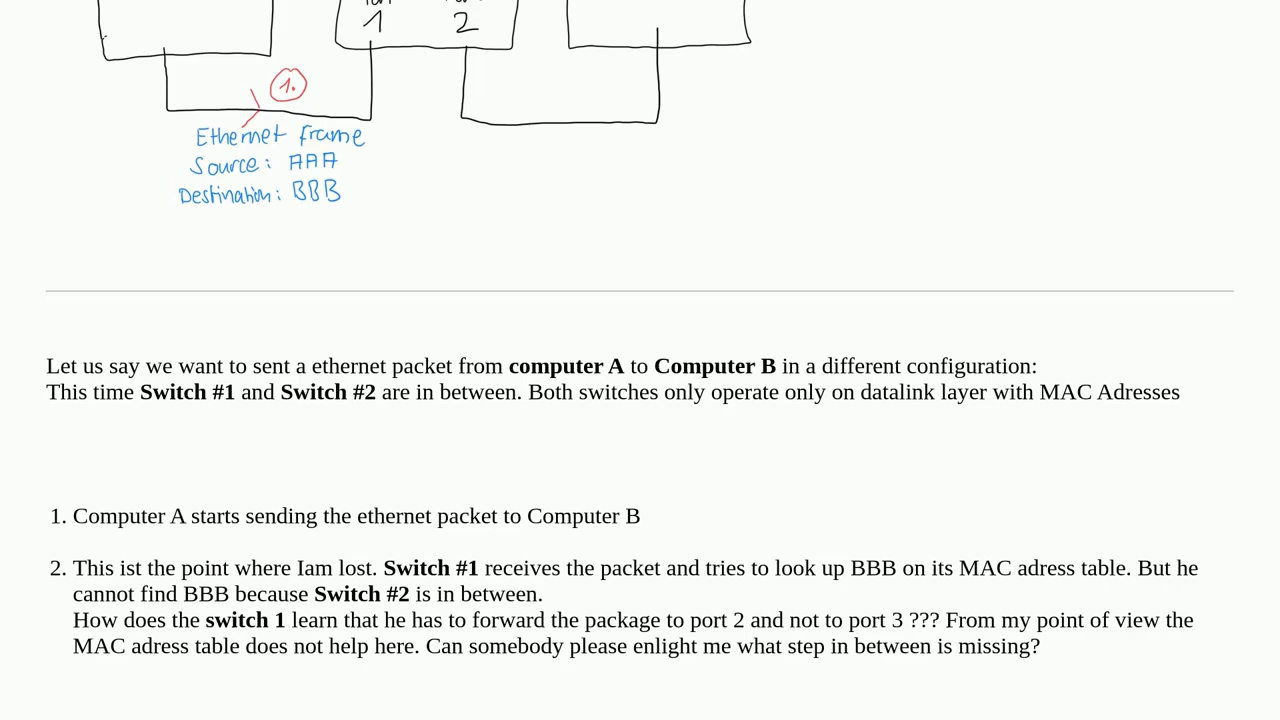 1 2
1.
Ethernet frame
Source: AAA
Destination: BBB
Let us say we want to sent a ethernet packet from computer A to Computer B in a different configuration:
This time Switch #1 and Switch #2 are in between. Both switches only operate only on datalink layer with MAC Adresses
1. Computer A starts sending the ethernet packet to Computer B
2. This ist the point where Iam lost. Switch #1 receives the packet and tries to look up BBB on its MAC adress table. But he
cannot find BBB because Switch #2 is in between.
How does the switch 1 learn that he has to forward the package to port 2 and not to port 3 ??? From my point of view the
MAC adress table does not help here. Can somebody please enlight me what step in between is missing?